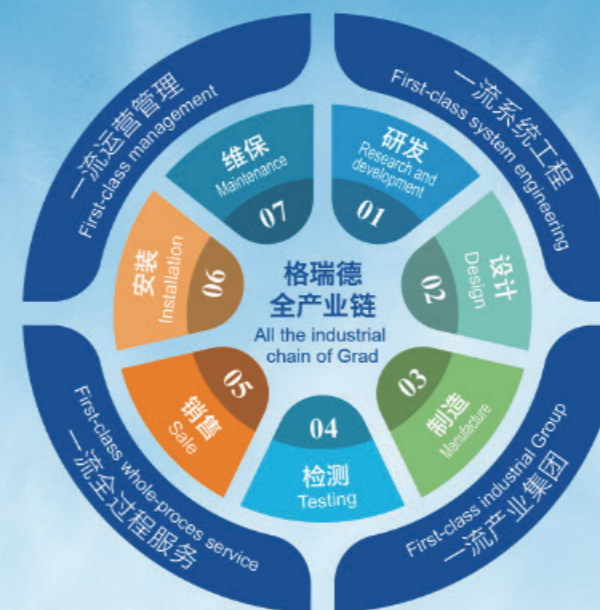 一流运营管理
First-class management
一流系统工程
First-class system engineering
研发
Research and
development
01
设计
Design
02
制造
Manufacture
03
检测
Testing
04
销售
Sale
05
安装
Installation
06
维保
Maintenance
07
格瑞德
全产业链
All the industrial
chain of Grad
First-class whole-proces service
一流全过程服务
First-class industrial Group
一流产业集团